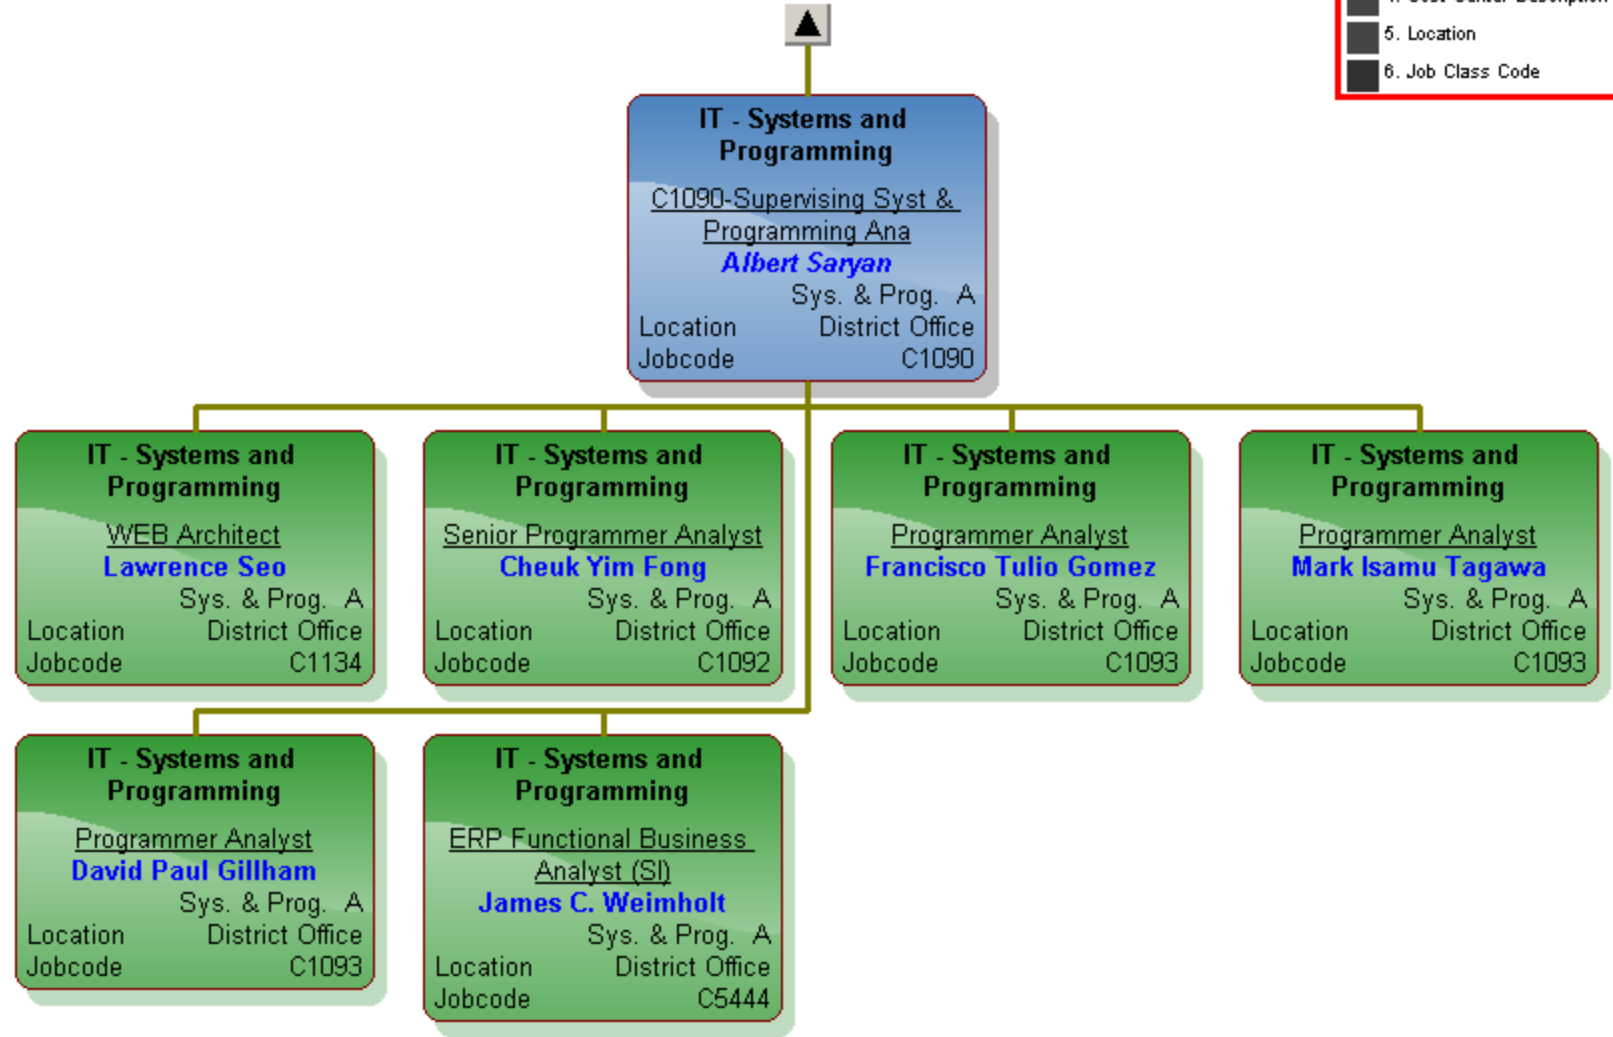 5. Location
6. Job Class Code
IT - Systems and
Programming
C1090-Supervising Syst &
Programming Ana
Albert Saryan
Sys. & Prog. A
Location District Office
Jobcode C1090
IT - Systems and
Programming
WEB Architect
Lawrence Seo
Sys. & Prog. A
Location District Office
Jobcode C1134
IT - Systems and
Programming
Senior Programmer Analyst
Cheuk Yim Fong
Sys. & Prog. A
Location District Office
Jobcode C1092
IT - Systems and
Programming
Programmer Analyst
Francisco Tulio Gomez
Sys. & Prog. A
Location District Office
Jobcode C1093
IT - Systems and
Programming
Programmer Analyst
Mark Isamu Tagawa
Sys. & Prog. A
Location District Office
Jobcode C1093
IT - Systems and
Programming
Programmer Analyst
David Paul Gillham
Sys. & Prog. A
Location District Office
Jobcode C1093
IT - Systems and
Programming
ERP Functional Business
Analyst (SI)
James C. Weimholt
Sys. & Prog. A
Location District Office
Jobcode C5444